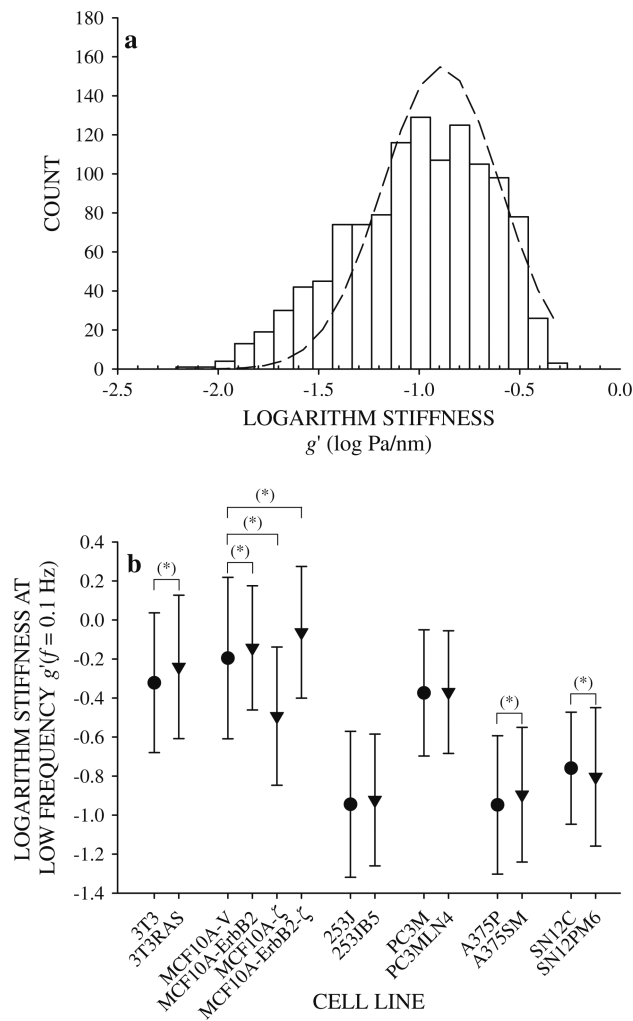 a
180
160
140
120
100
80
60
40
20
0
COUNT
-2.5 -2.0 -1.5 -1.0 -0.5 0.0
LOGARITHM STIFFNESS
g' (log Pa/nm)
b
(*)
(*)
(*)
(*)
(*)
(*)
0.4
0.2
0.0
-0.2
-0.4
-0.6
-0.8
-1.0
-1.2
-1.4
LOGARITHM STIFFNESS AT
LOW FREQUENCY g'(f = 0.1 Hz)
3T3
3T3RAS
MCF10A-V
MCF10A-ErbB2
MCF10A-ζ
MCF10A-ErbB2-ζ
253J
253JB5
PC3M
PC3MLN4
A375P
A375SM
SN12C
SN12PM6
CELL LINE